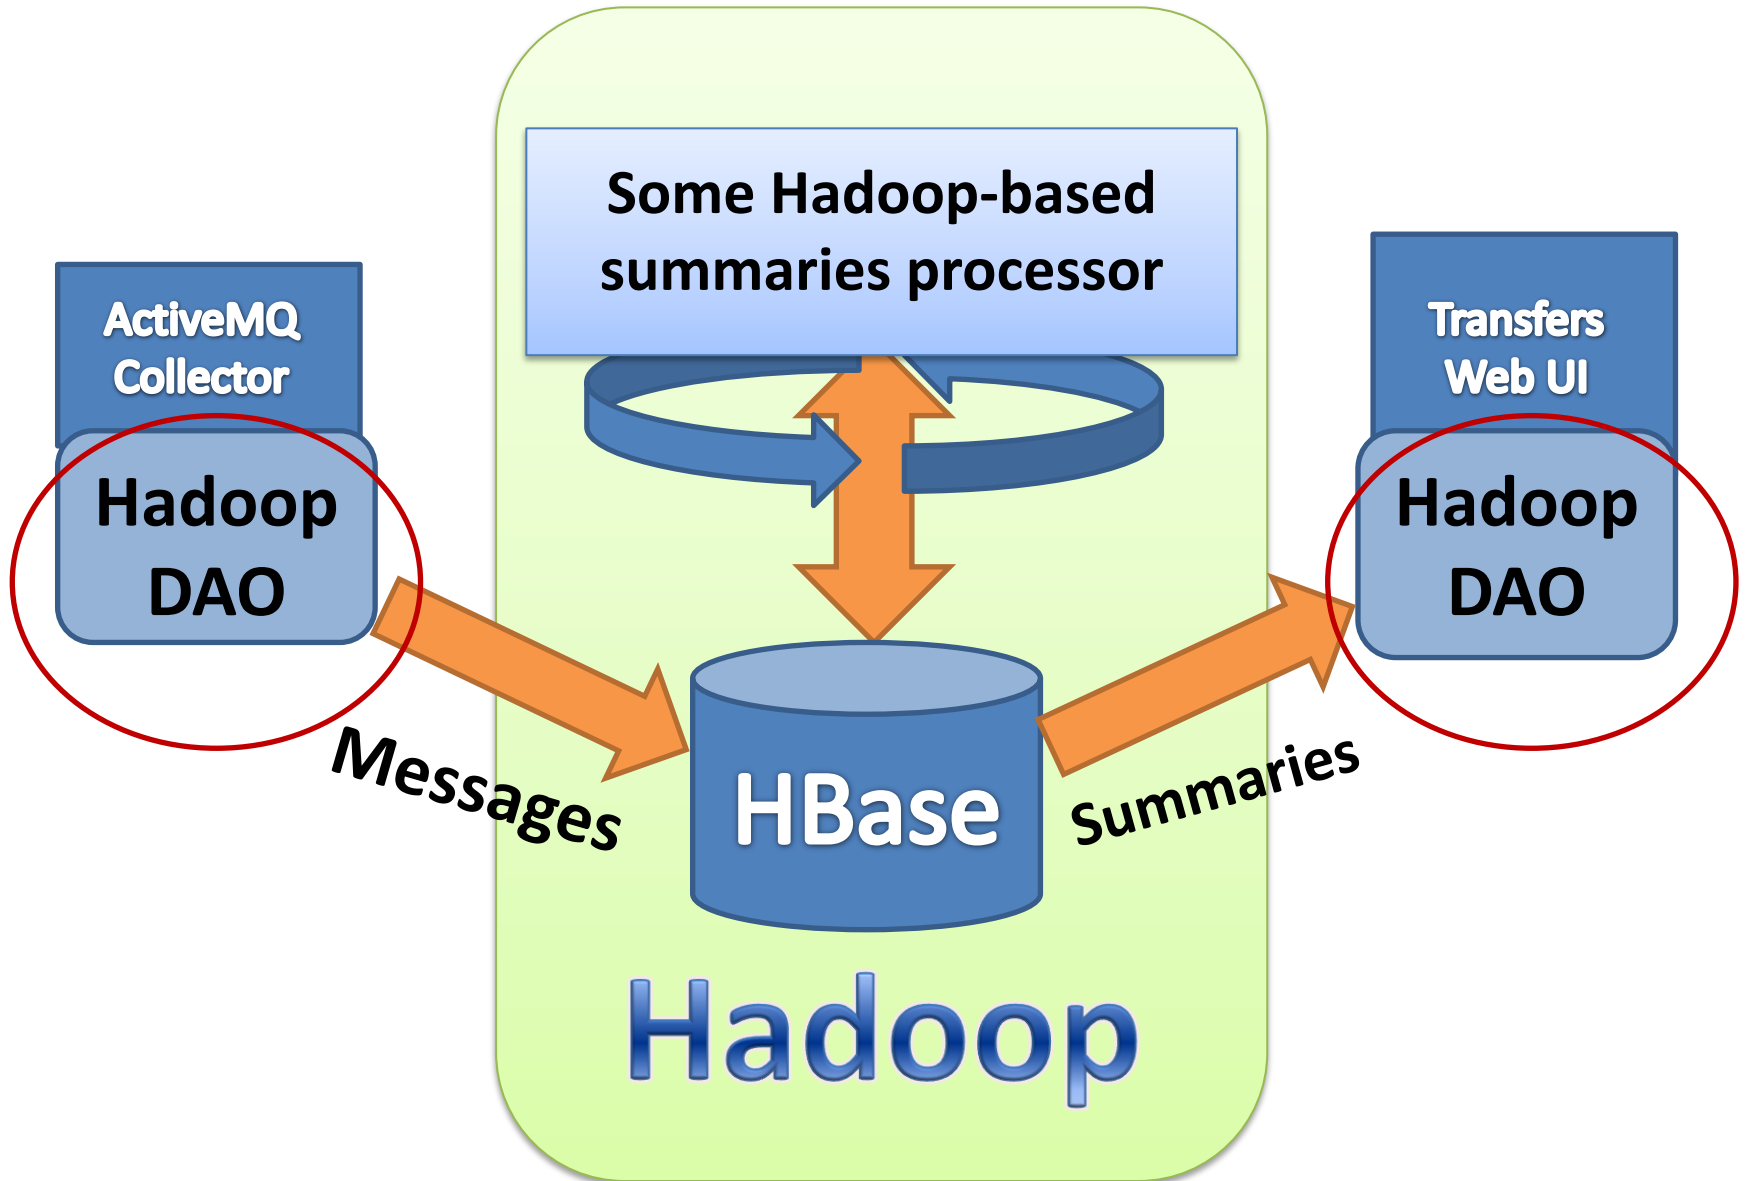 Some Hadoop-based
summaries processor
ActiveMQ
Collector
Hadoop
DAO
Transfers
Web UI
Hadoop
DAO
Messages
HBase
Summaries
Hadoop